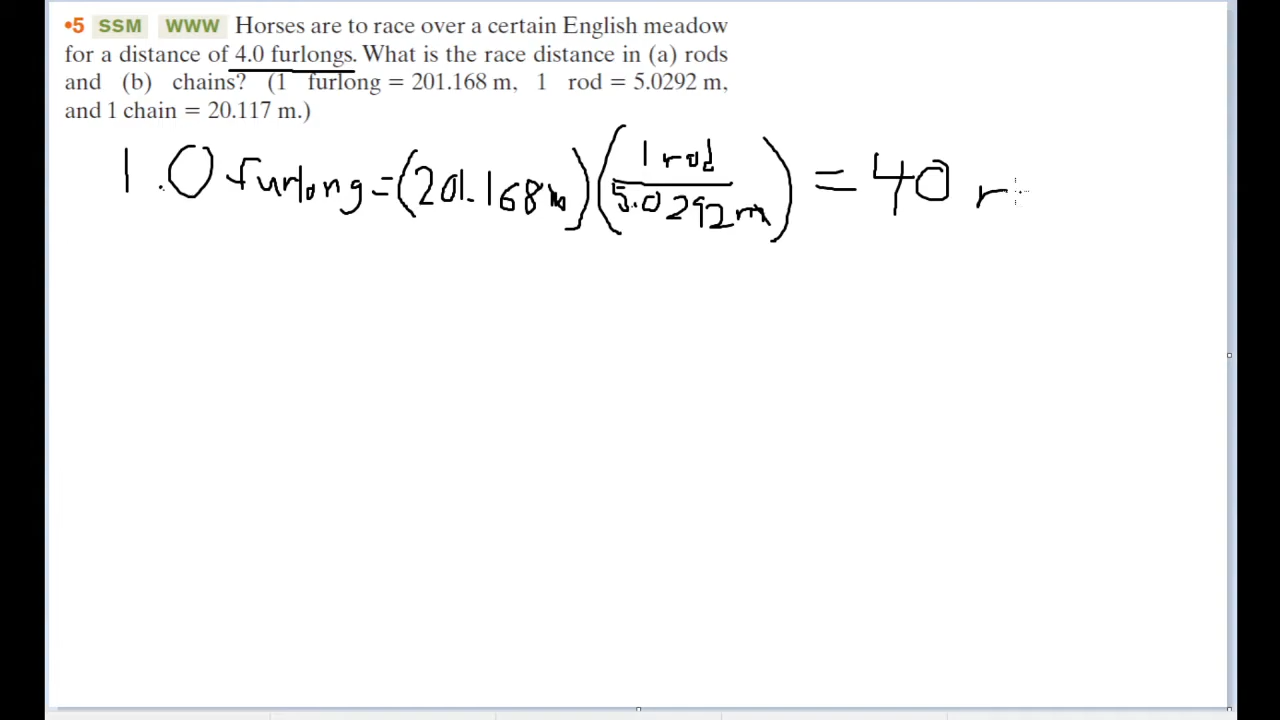 •5 SSM WWW Horses are to race over a certain English meadow
for a distance of 4.0 furlongs. What is the race distance in (a) rods
and (b) chains? (1 furlong = 201.168 m, 1 rod = 5.0292 m,
and 1 chain = 20.117 m.)
1.0 furlong = (201.168m)(1 rod / 5.0292m) = 40 r